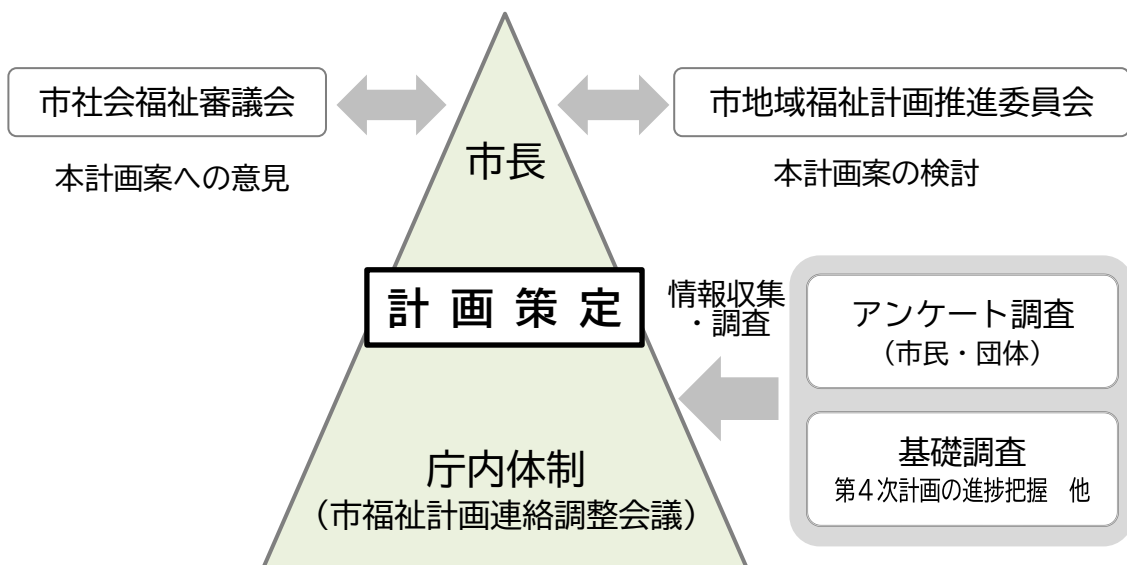 市社会福祉審議会
本計画案への意見
市長
市地域福祉計画推進委員会
本計画案の検討
計画策定
情報収集
・調査
アンケート調査
（市民・団体）
基礎調査
第４次計画の進捗把握　他
庁内体制
（市福祉計画連絡調整会議）